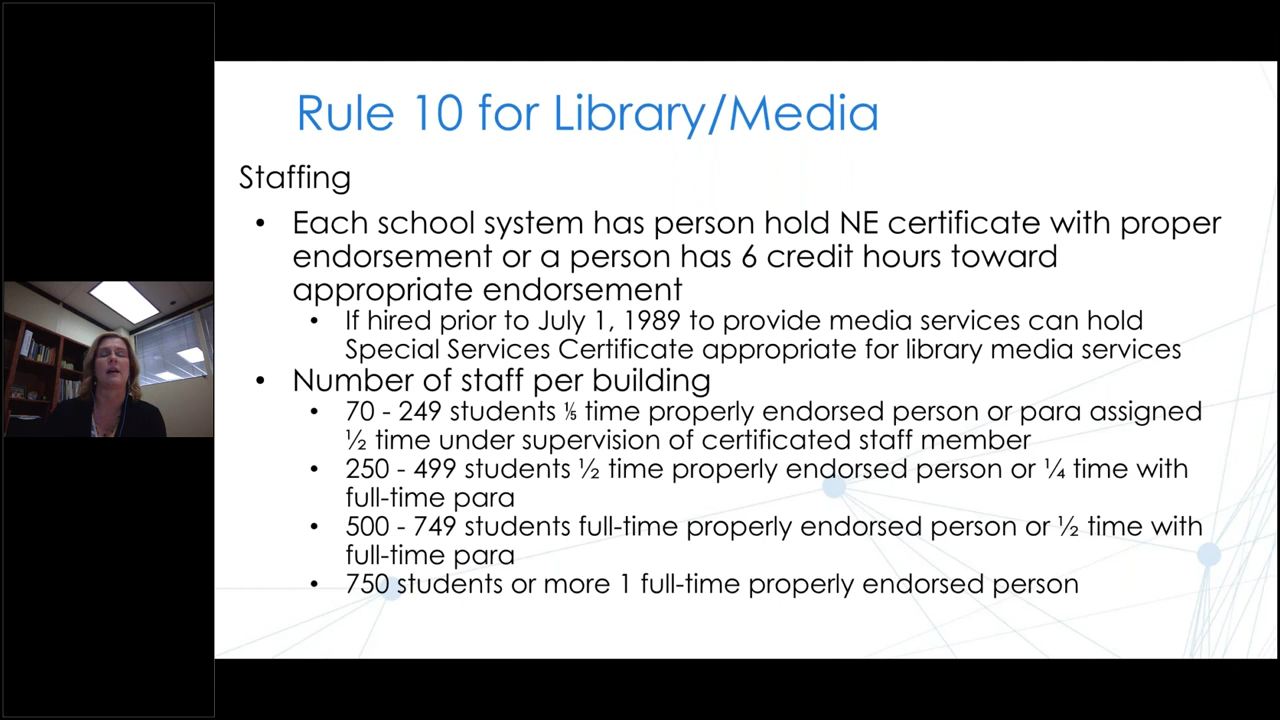 Rule 10 for Library/Media
Staffing
• Each school system has person hold NE certificate with proper
endorsement or a person has 6 credit hours toward
appropriate endorsement
• If hired prior to July 1, 1989 to provide media services can hold
Special Services Certificate appropriate for library media services
• Number of staff per building
• 70 - 249 students ⅕ time properly endorsed person or para assigned
½ time under supervision of certificated staff member
• 250 - 499 students ½ time properly endorsed person or ¼ time with
full-time para
• 500 - 749 students full-time properly endorsed person or ½ time with
full-time para
• 750 students or more 1 full-time properly endorsed person